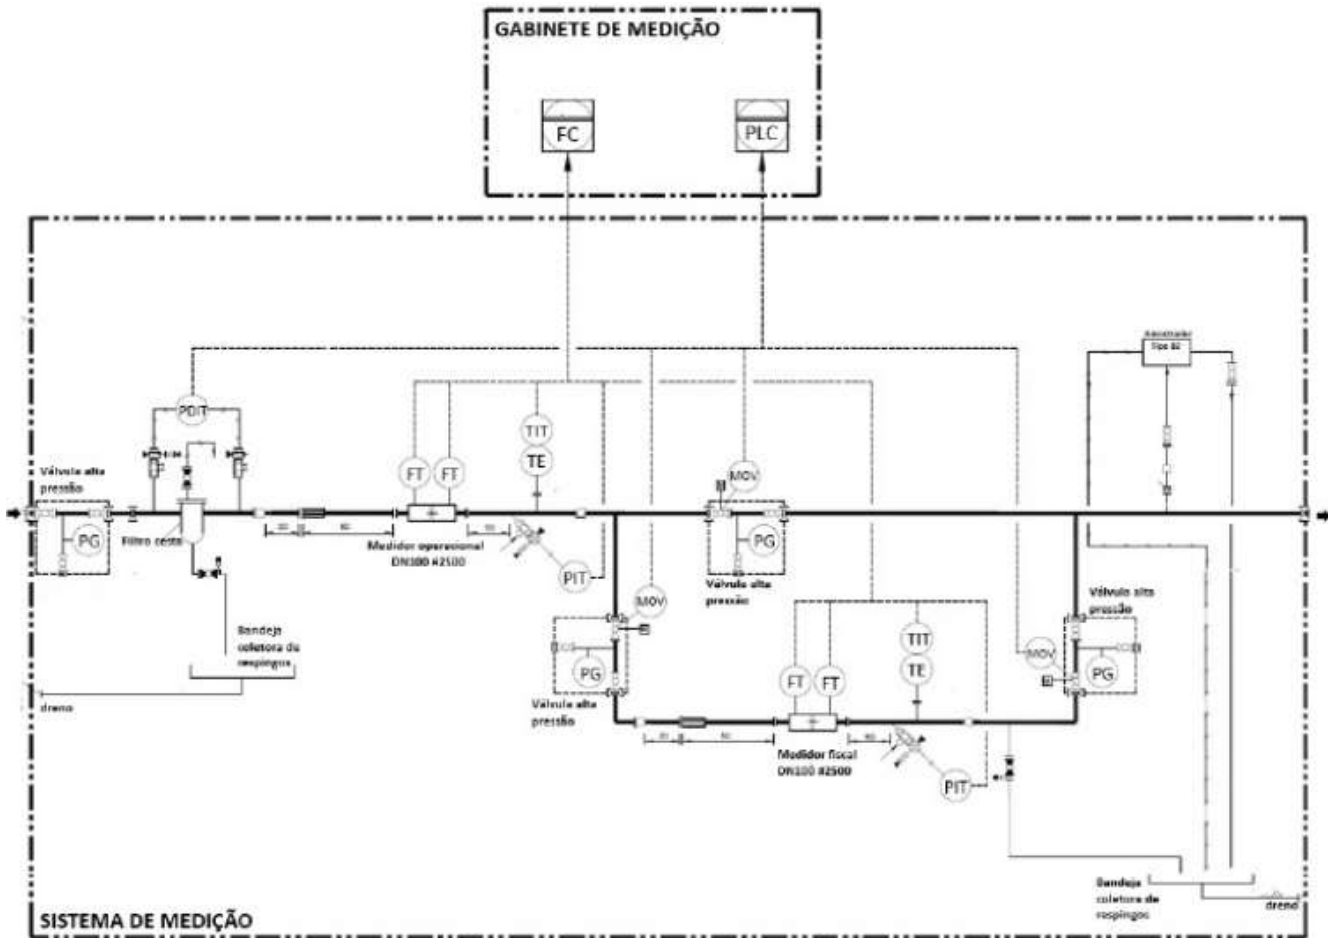 GABINETE DE MEDIÇÃO
FC
PLC
Tipo B2
PDIT
TIT
TE
FT
FT
MOV
Válvula alta
pressão
PG
Filtro cesto
Medidor operacional
DN100 #2500
PIT
PG
Válvula alta
pressão
Válvula alta
pressão
MOV
PG
Válvula alta
pressão
TIT
TE
FT
FT
MOV
PG
Bandeja
coletora de
respingos
dreno
Medidor fiscal
DN100 #2500
PIT
Bandeja
coletora de
respingos
dreno
SISTEMA DE MEDIÇÃO